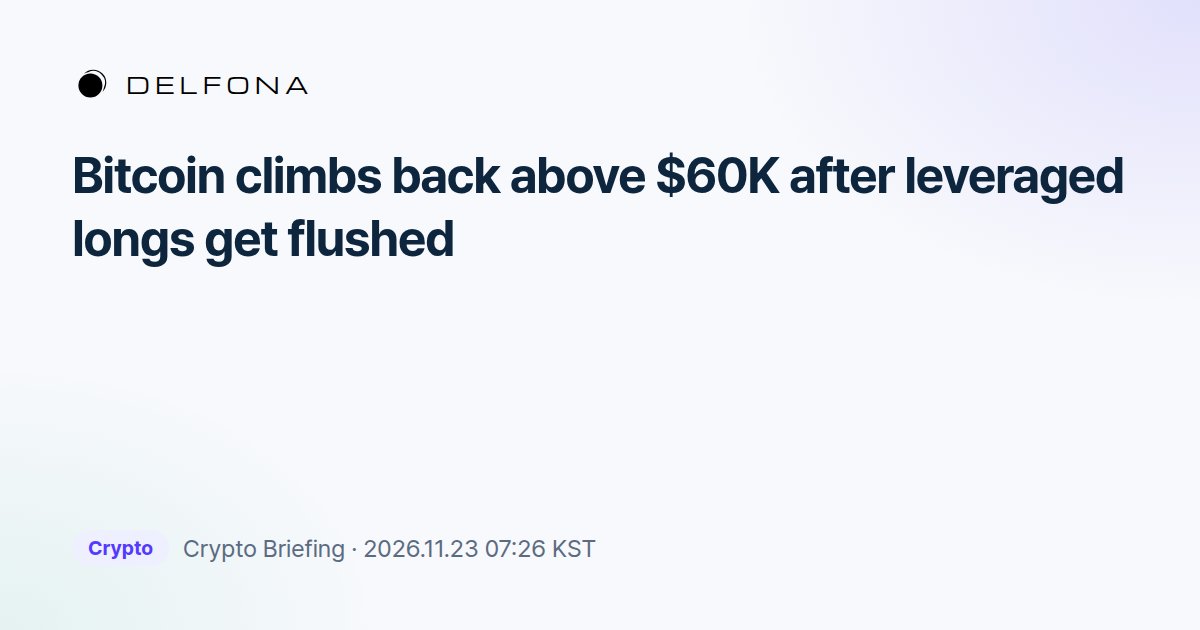 DELFONA
Bitcoin climbs back above $60K after leveraged
longs get flushed
Crypto Crypto Briefing · 2026.11.23 07:26 KST